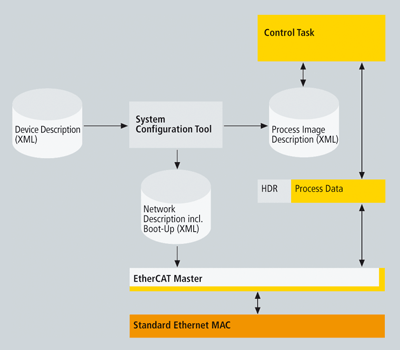 Control Task
Device Description
(XML)
System
Configuration Tool
Process Image
Description (XML)
HDR
Process Data
Network
Description incl.
Boot-Up (XML)
EtherCAT Master
Standard Ethernet MAC